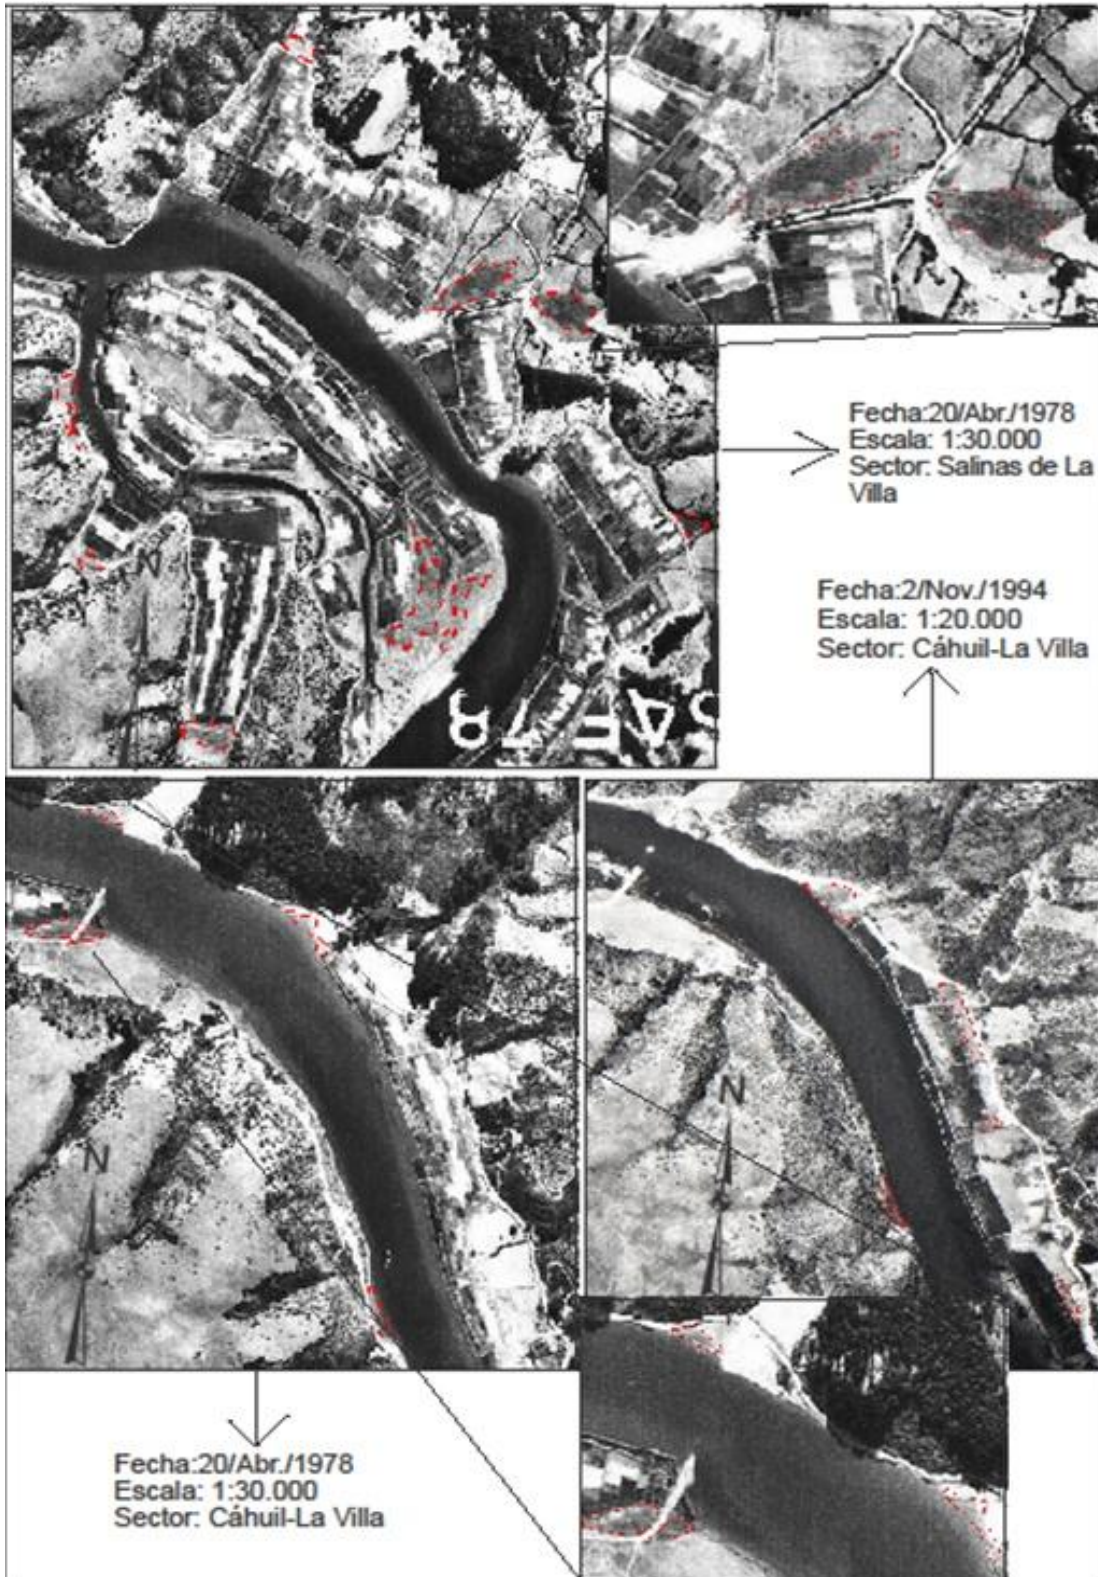 Fecha:20/Abr./1978
Escala: 1:30.000
Sector: Salinas de La
Villa
Fecha:2/Nov./1994
Escala: 1:20.000
Sector: Cáhuil-La Villa
N
N
N
Fecha:20/Abr./1978
Escala: 1:30.000
Sector: Cáhuil-La Villa